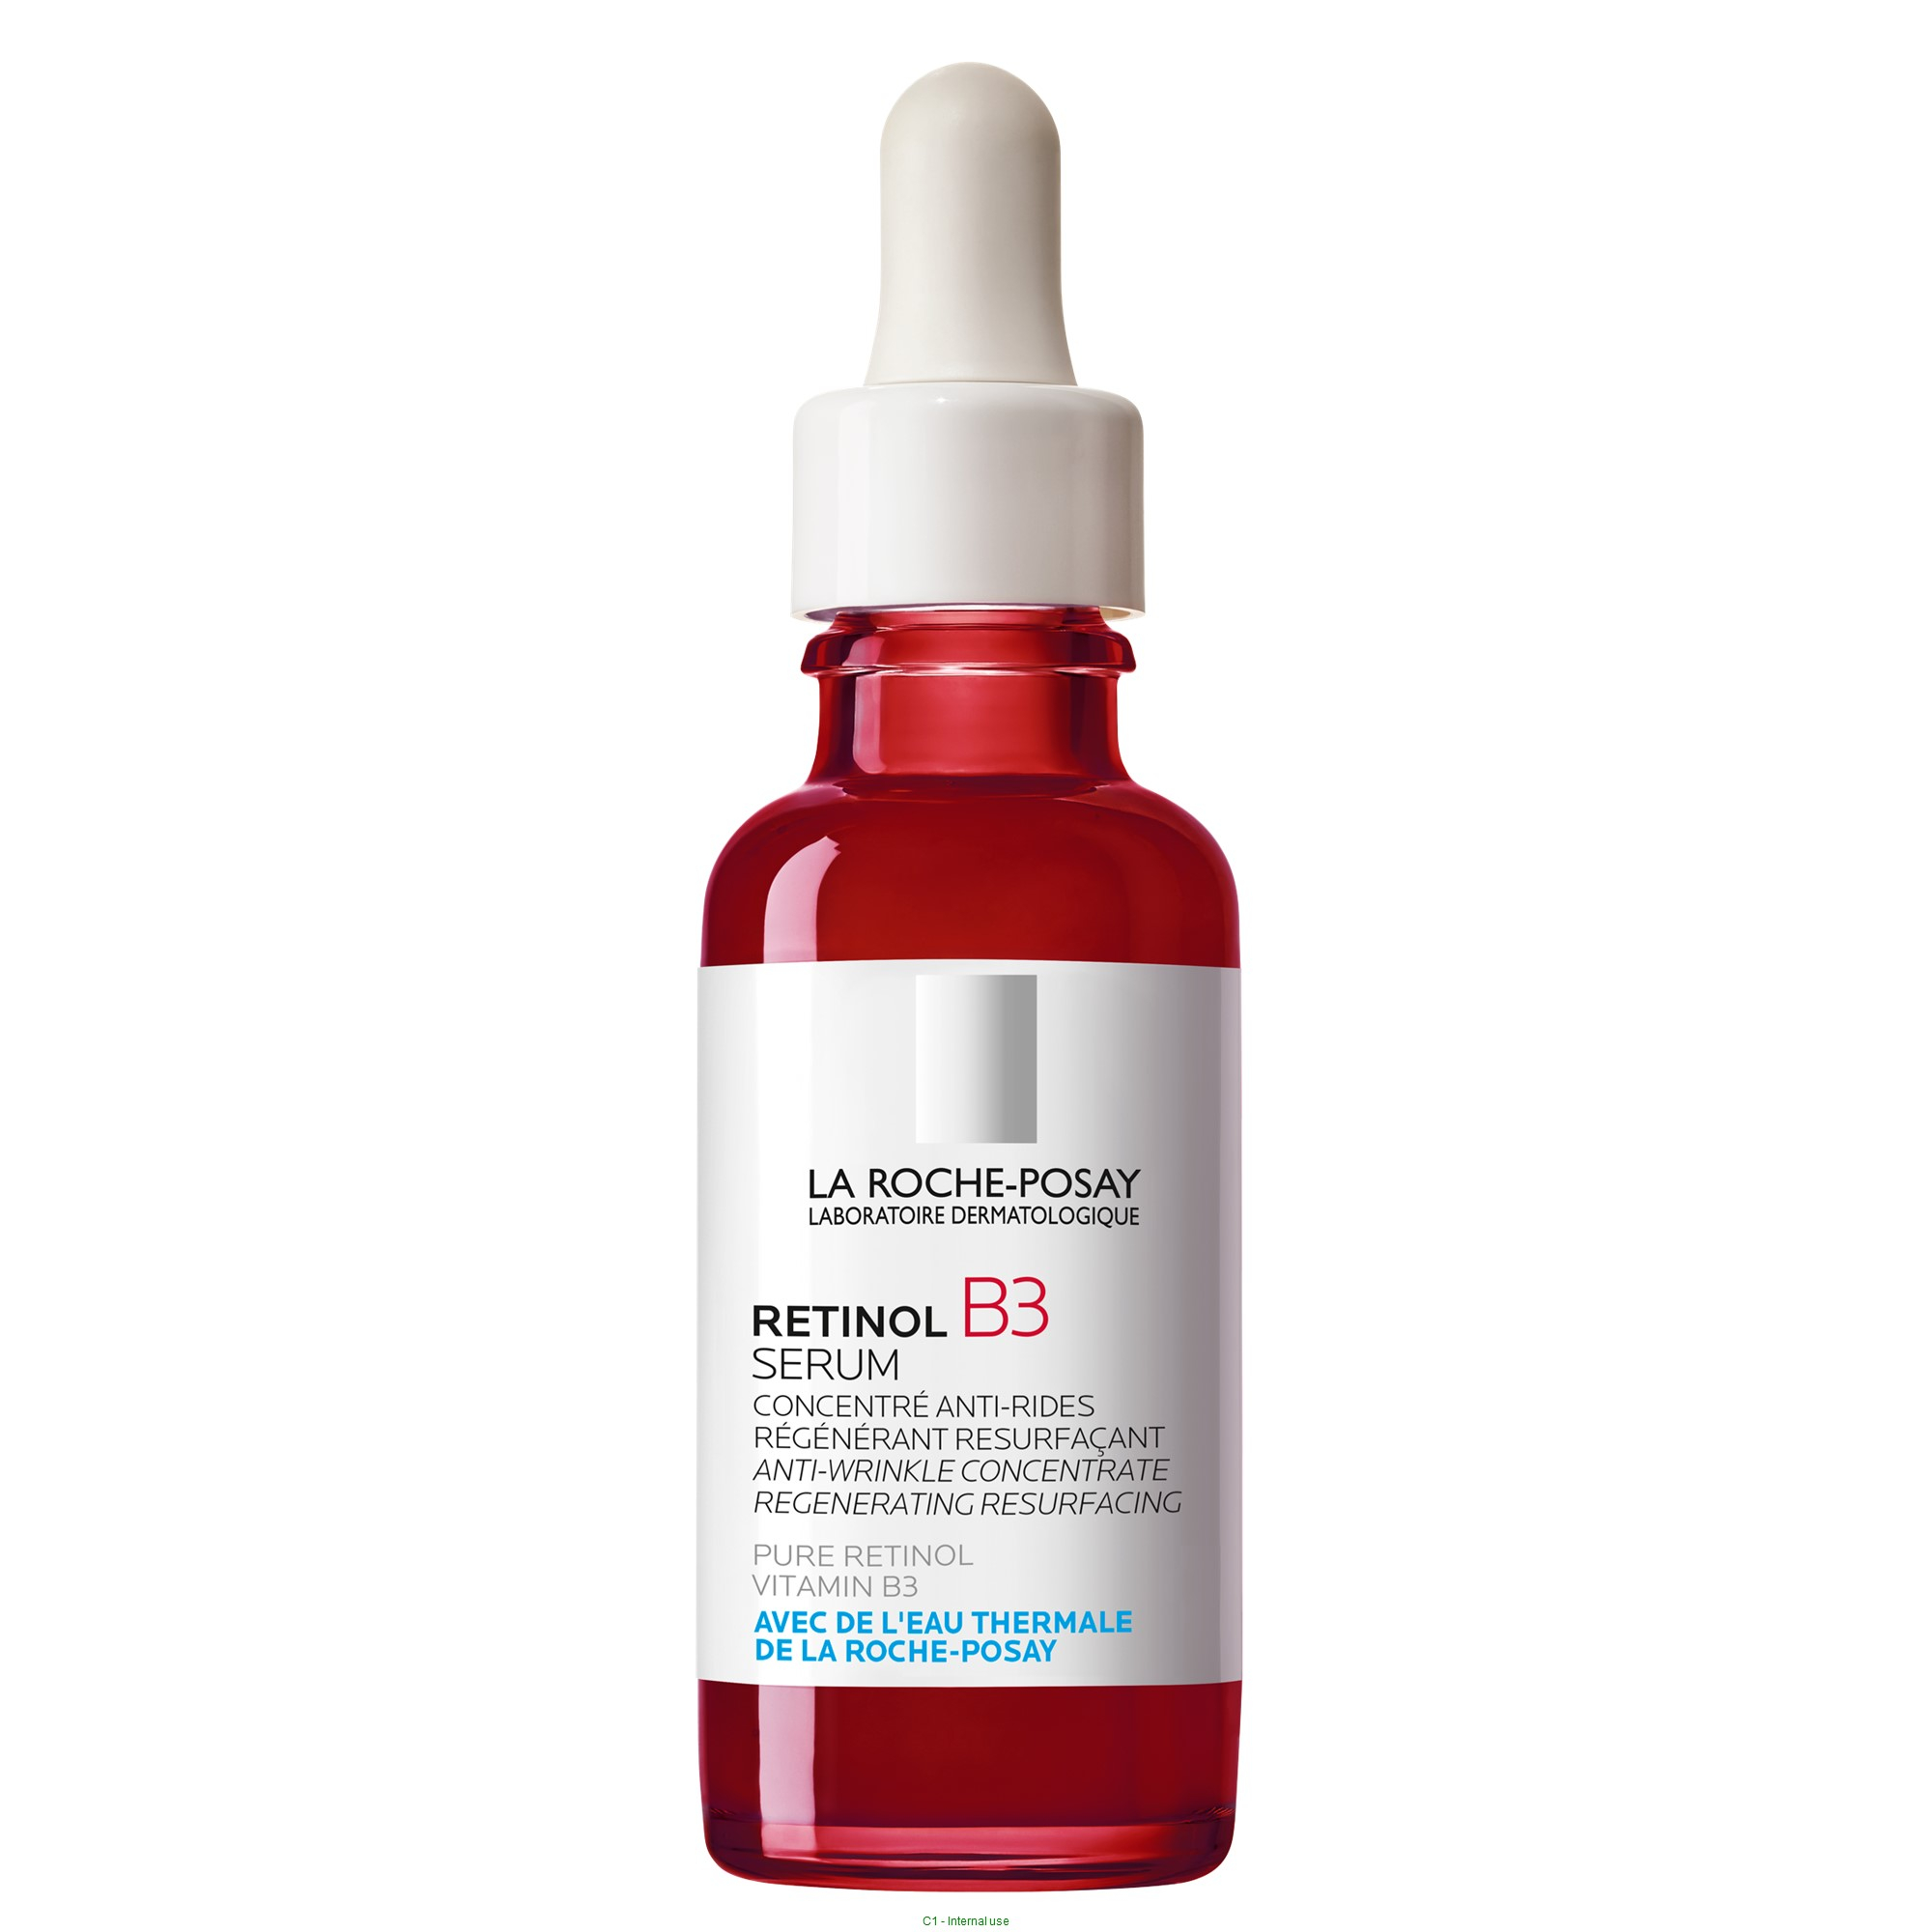 LA ROCHE-POSAY
LABORATOIRE DERMATOLOGIQUE
RETINOL B3
SERUM
CONCENTRÉ ANTI-RIDES
RÉGÉNÉRANT RESURFAÇANT
ANTI-WRINKLE CONCENTRATE
REGENERATING RESURFACING
PURE RETINOL
VITAMIN B3
AVEC DE L'EAU THERMALE
DE LA ROCHE-POSAY
C1 - Internal use